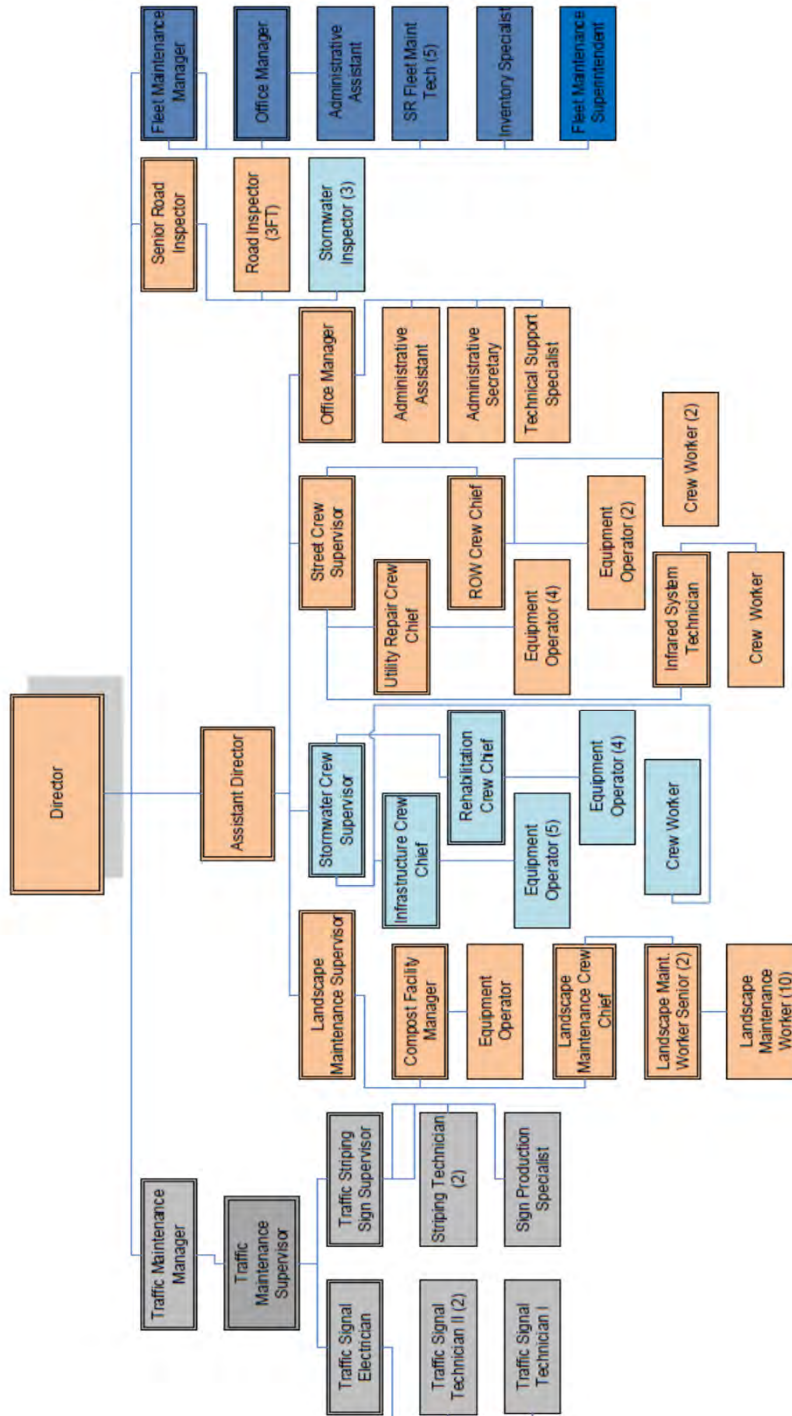 Director
Traffic Maintenance
Manager
Assistant Director
Senior Road
Inspector
Fleet Maintenance
Manager
Traffic
Maintenance
Supervisor
Traffic Signal
Electrician
Traffic Signal
Technician II (2)
Traffic Signal
Technician I
Traffic Striping
Sign Supervisor
Striping Technician
(2)
Sign Production
Specialist
Landscape
Maintenance Supervisor
Compost Facility
Manager
Equipment
Operator
Landscape
Maintenance Crew
Chief
Landscape Maint.
Worker Senior (2)
Landscape
Maintenance
Worker (10)
Stormwater Crew
Supervisor
Infrastructure Crew
Chief
Equipment
Operator (5)
Rehabilitation
Crew Chief
Equipment
Operator (4)
Crew Worker
Street Crew
Supervisor
Utility Repair Crew
Chief
Equipment
Operator (4)
ROW Crew Chief
Equipment
Operator (2)
Crew Worker (2)
Infrared System
Technician
Crew Worker
Office Manager
Administrative
Assistant
Administrative
Secretary
Technical Support
Specialist
Road Inspector
(3FT)
Stormwater
Inspector (3)
Office Manager
Administrative
Assistant
SR Fleet Maint
Tech (5)
Inventory Specialist
Fleet Maintenance
Superintendent